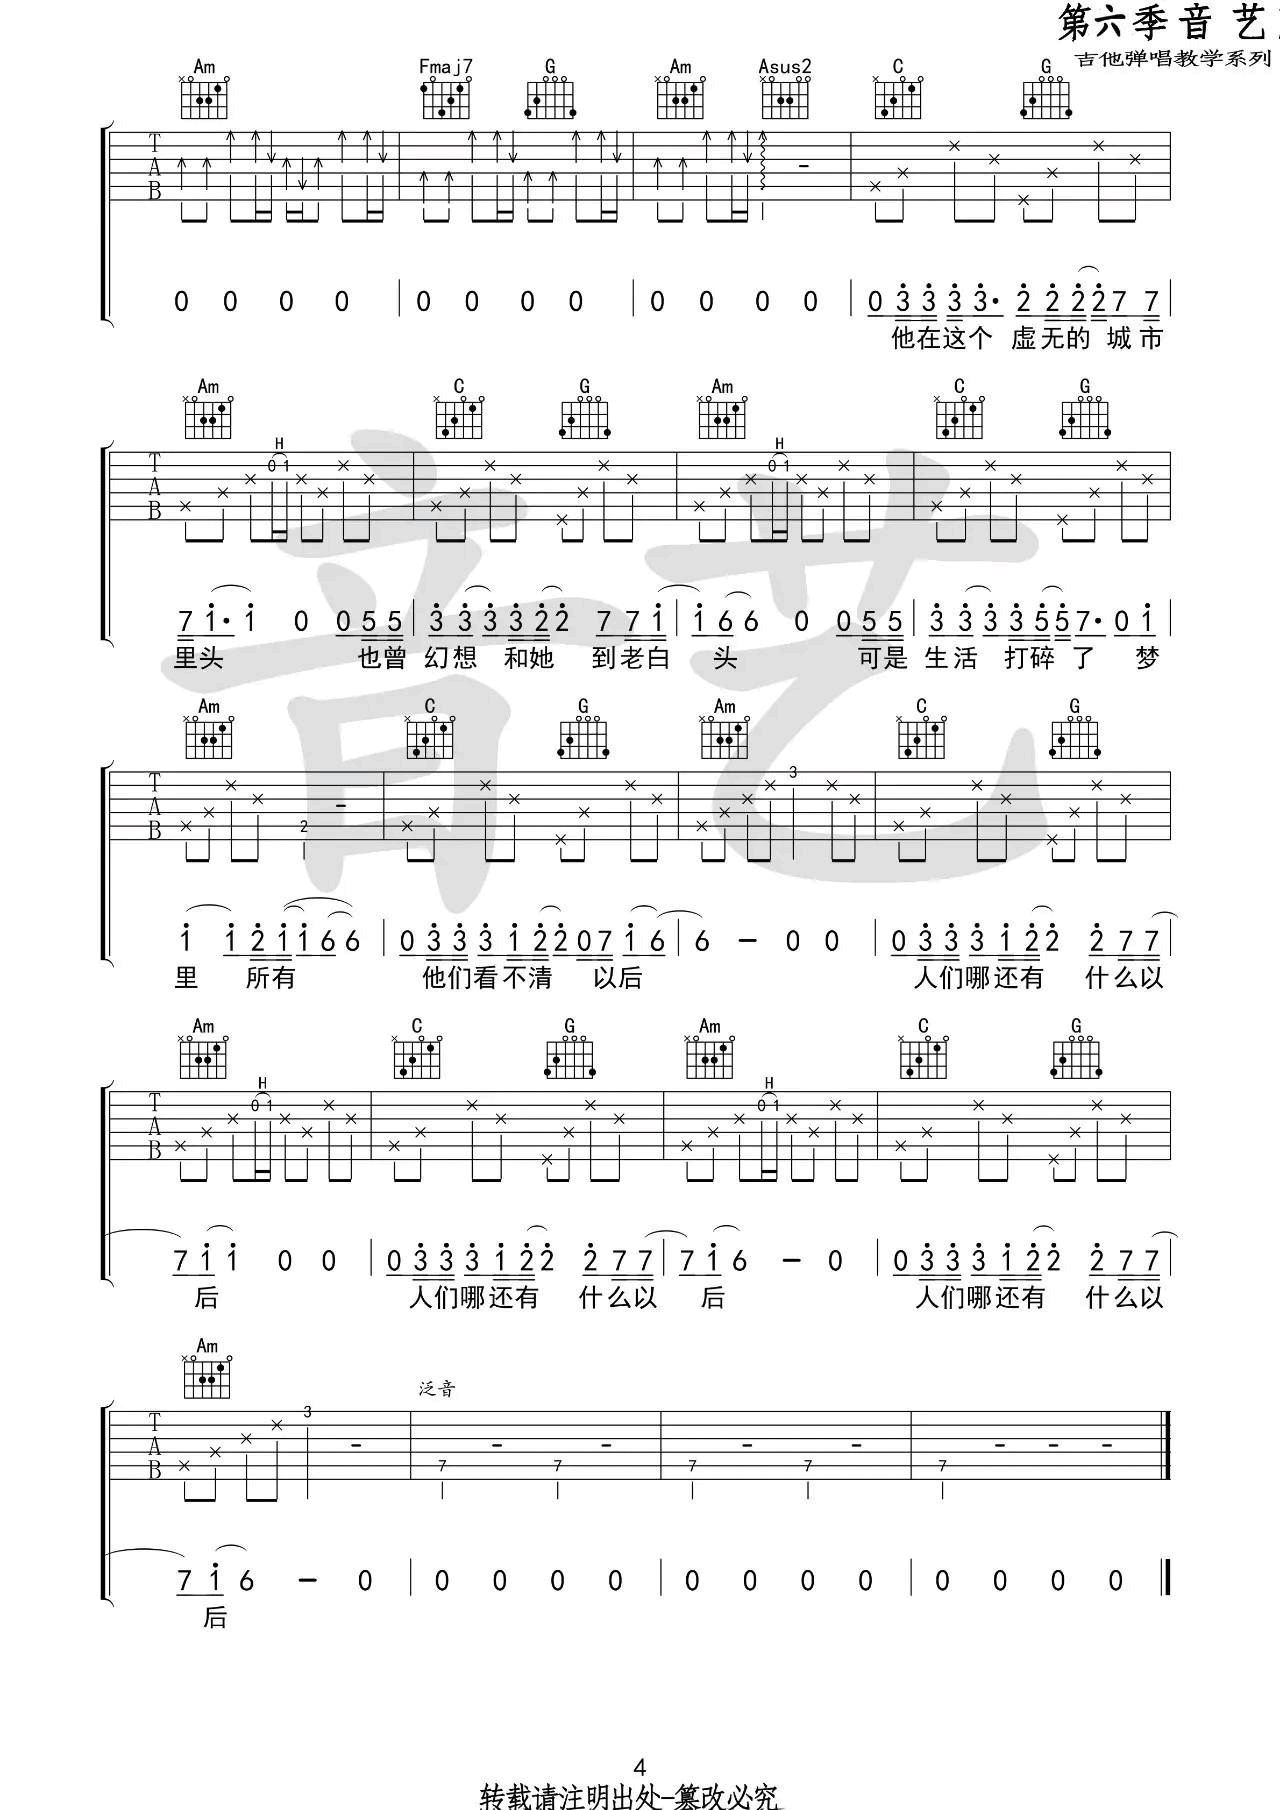 第六季音 艺
吉他弹唱教学系列
Am Fmaj7 G Am Asus2 C G
T
A
B
0 0 0 0 0 0 0 0 0 0 0 0 0 3 3 3 3· 2 2 2 2 7 7
他在这个 虚无的 城市
Am C G Am C G
H H
T 0 1 0 1
A
B
7 1· 1 0 0 5 5 3 3 3 3 2 2 7 7 1 1 6 6 0 0 5 5 3 3 3 3 5 5 7· 0 1
里头 也曾 幻想 和她 到老白 头 可是 生活 打碎 了 梦
Am C G Am C G
T 3
A
B 2
1 1 2 1 1 6 6 0 3 3 3 1 2 2 0 7 1 6 6 – 0 0 0 3 3 3 1 2 2 2 7 7
里 所有 他们看不清 以后 人们哪还有 什么以
Am C G Am C G
H H
T 0 1 0 1
A
B
7 1 1 0 0 0 3 3 3 1 2 2 2 7 7 7 1 6 – 0 0 3 3 3 1 2 2 2 7 7
后 人们哪还有 什么以 后 人们哪还有 什么以
Am
泛音
T 3
A – – – – – – – –
B 7 7 7 7 7
7 1 6 – 0 0 0 0 0 0 0 0 0 0 0 0 0
后
4
转载请注明出处-篡改必究